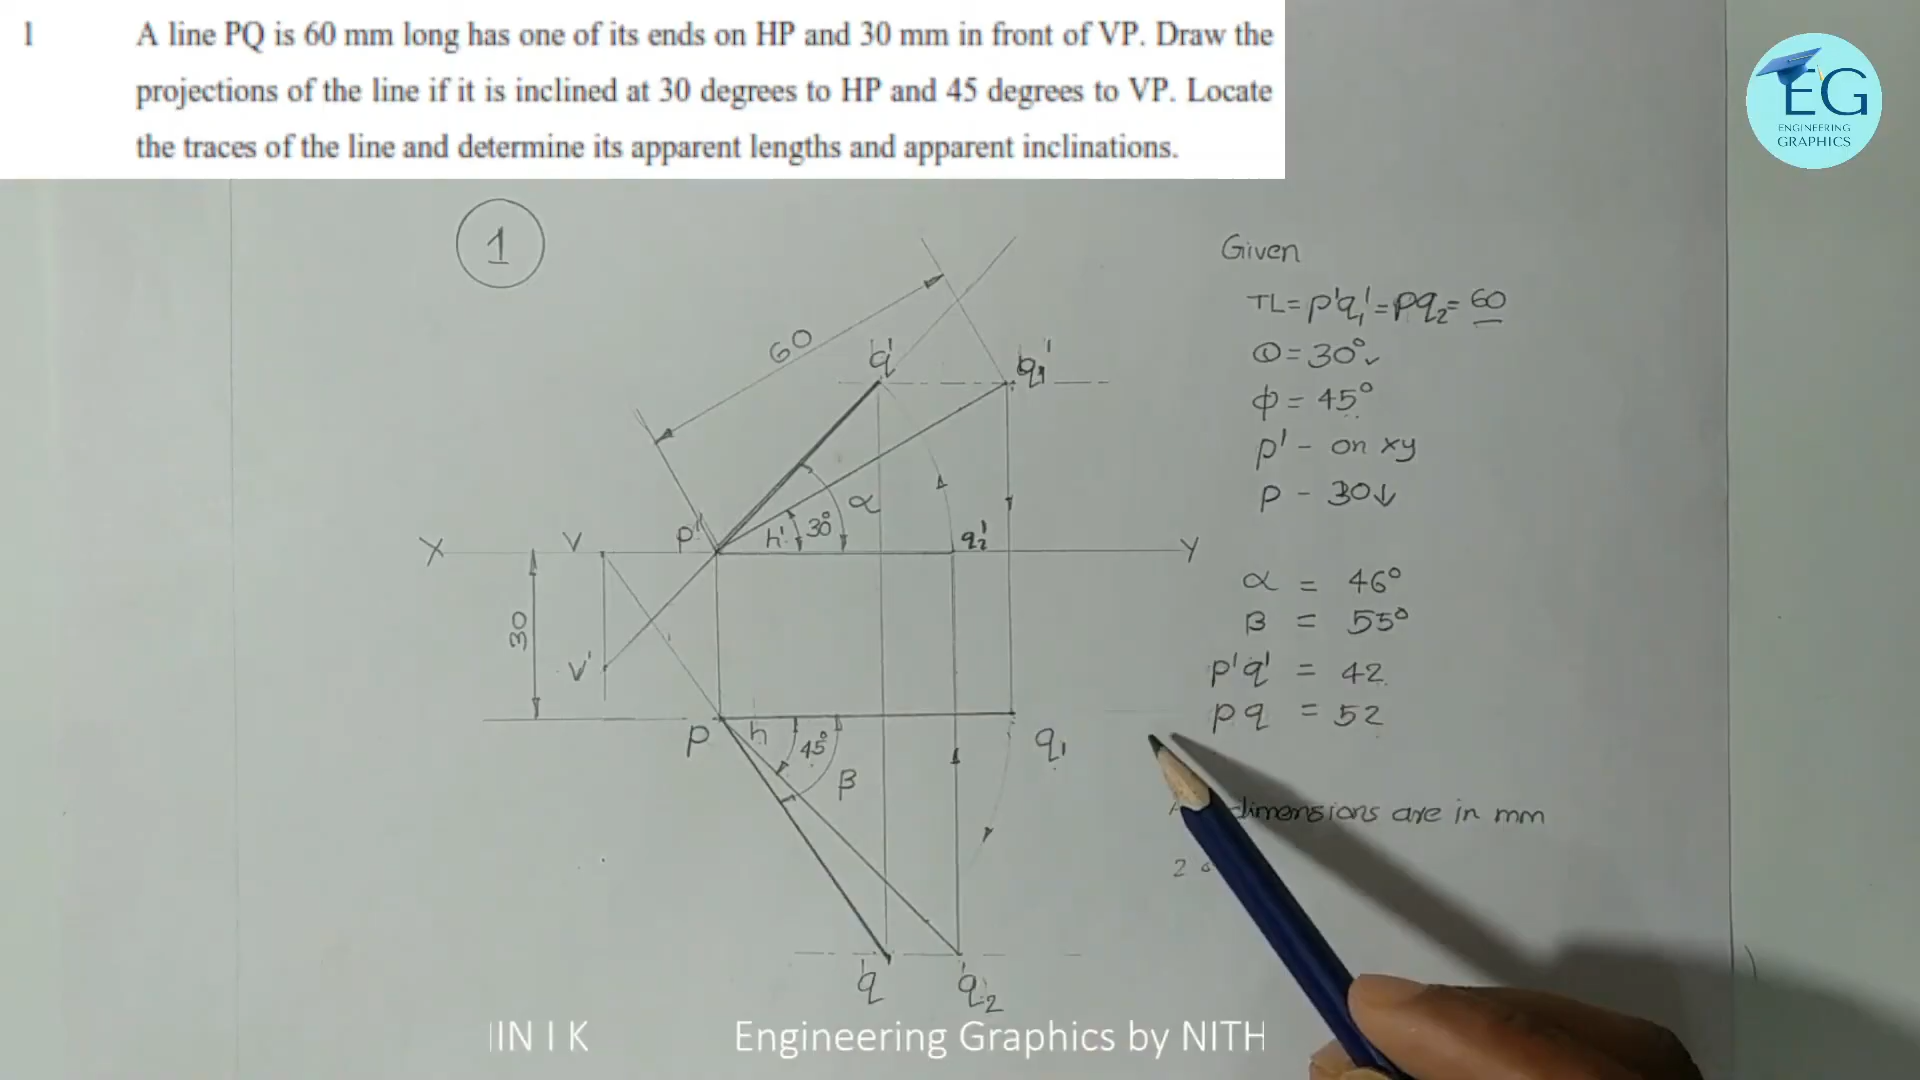 1 A line PQ is 60 mm long has one of its ends on HP and 30 mm in front of VP. Draw the
projections of the line if it is inclined at 30 degrees to HP and 45 degrees to VP. Locate
the traces of the line and determine its apparent lengths and apparent inclinations.
EG
ENGINEERING
GRAPHICS
1
Given
TL = p'q₁' = pq₂ = 60
θ = 30°
ϕ = 45°
p' - on xy
p - 30↓
α = 46°
β = 55°
p'q' = 42
pq = 52
dimensions are in mm
2
60
q'
q₁'
α
30°
h'
p'
q₂'
X
V
Y
30
V'
p
h
45°
β
q₁
q
q₂
IN I K
Engineering Graphics by NITH